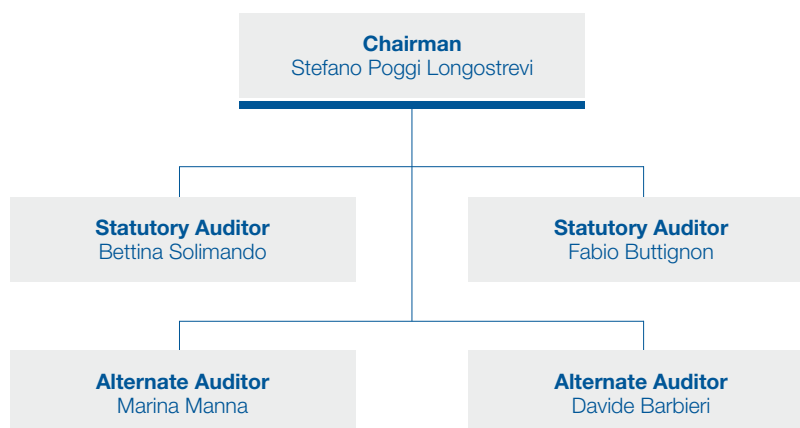 Chairman
Stefano Poggi Longostrevi
Statutory Auditor
Bettina Solimando
Statutory Auditor
Fabio Buttignon
Alternate Auditor
Marina Manna
Alternate Auditor
Davide Barbieri